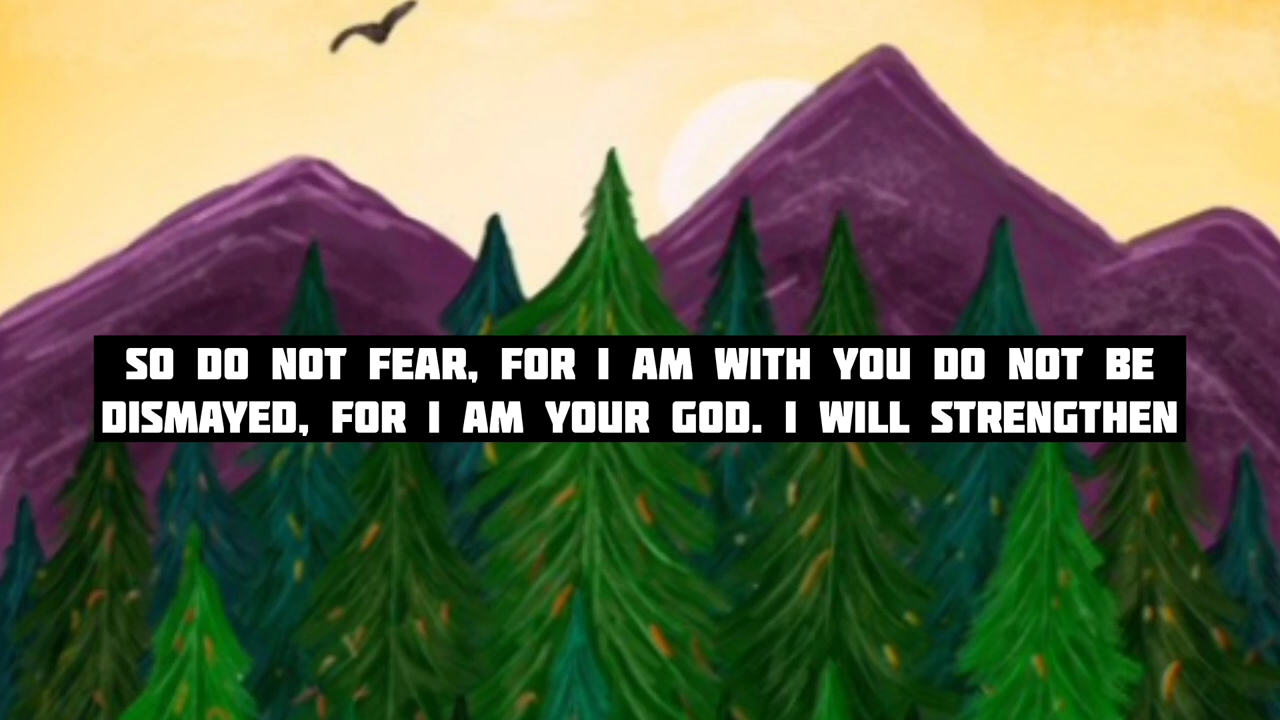 SO DO NOT FEAR, FOR I AM WITH YOU DO NOT BE
DISMAYED, FOR I AM YOUR GOD. I WILL STRENGTHEN